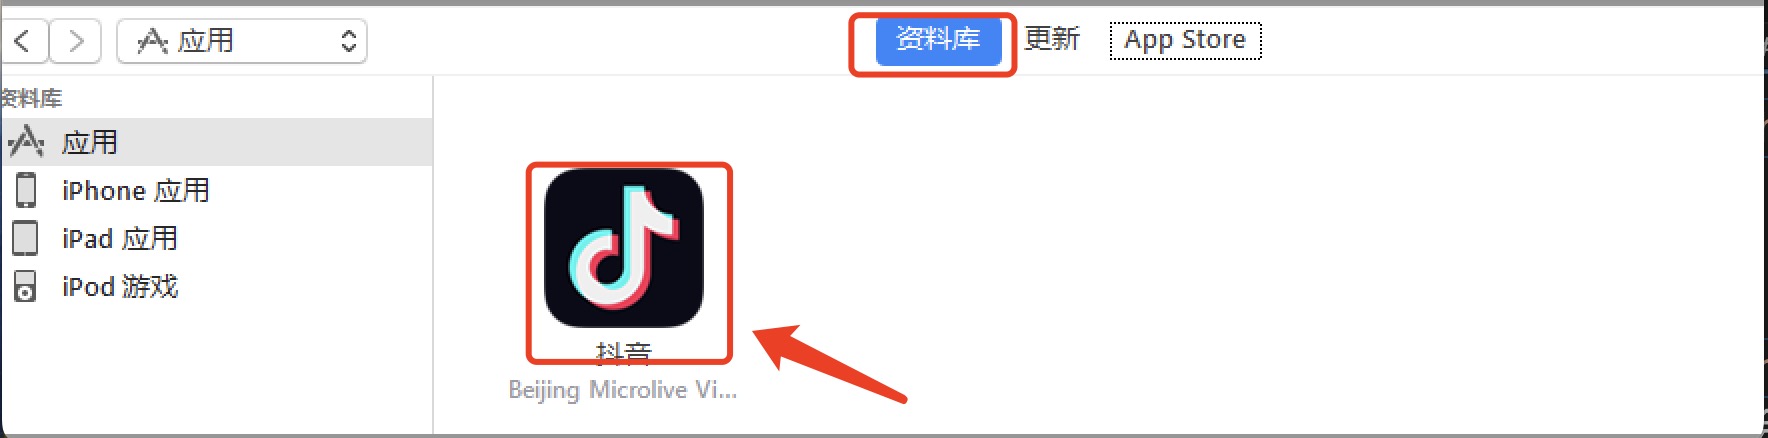 应用
资料库 更新 App Store
资料库
应用
iPhone 应用
iPad 应用
iPod 游戏
抖音
Beijing Microlive Vi...